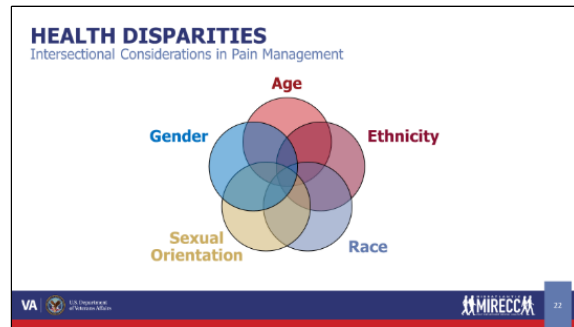 HEALTH DISPARITIES
Intersectional Considerations in Pain Management
Age
Gender
Ethnicity
Sexual
Orientation
Race
VA
U.S. Department
of Veterans Affairs
MIRECC
22